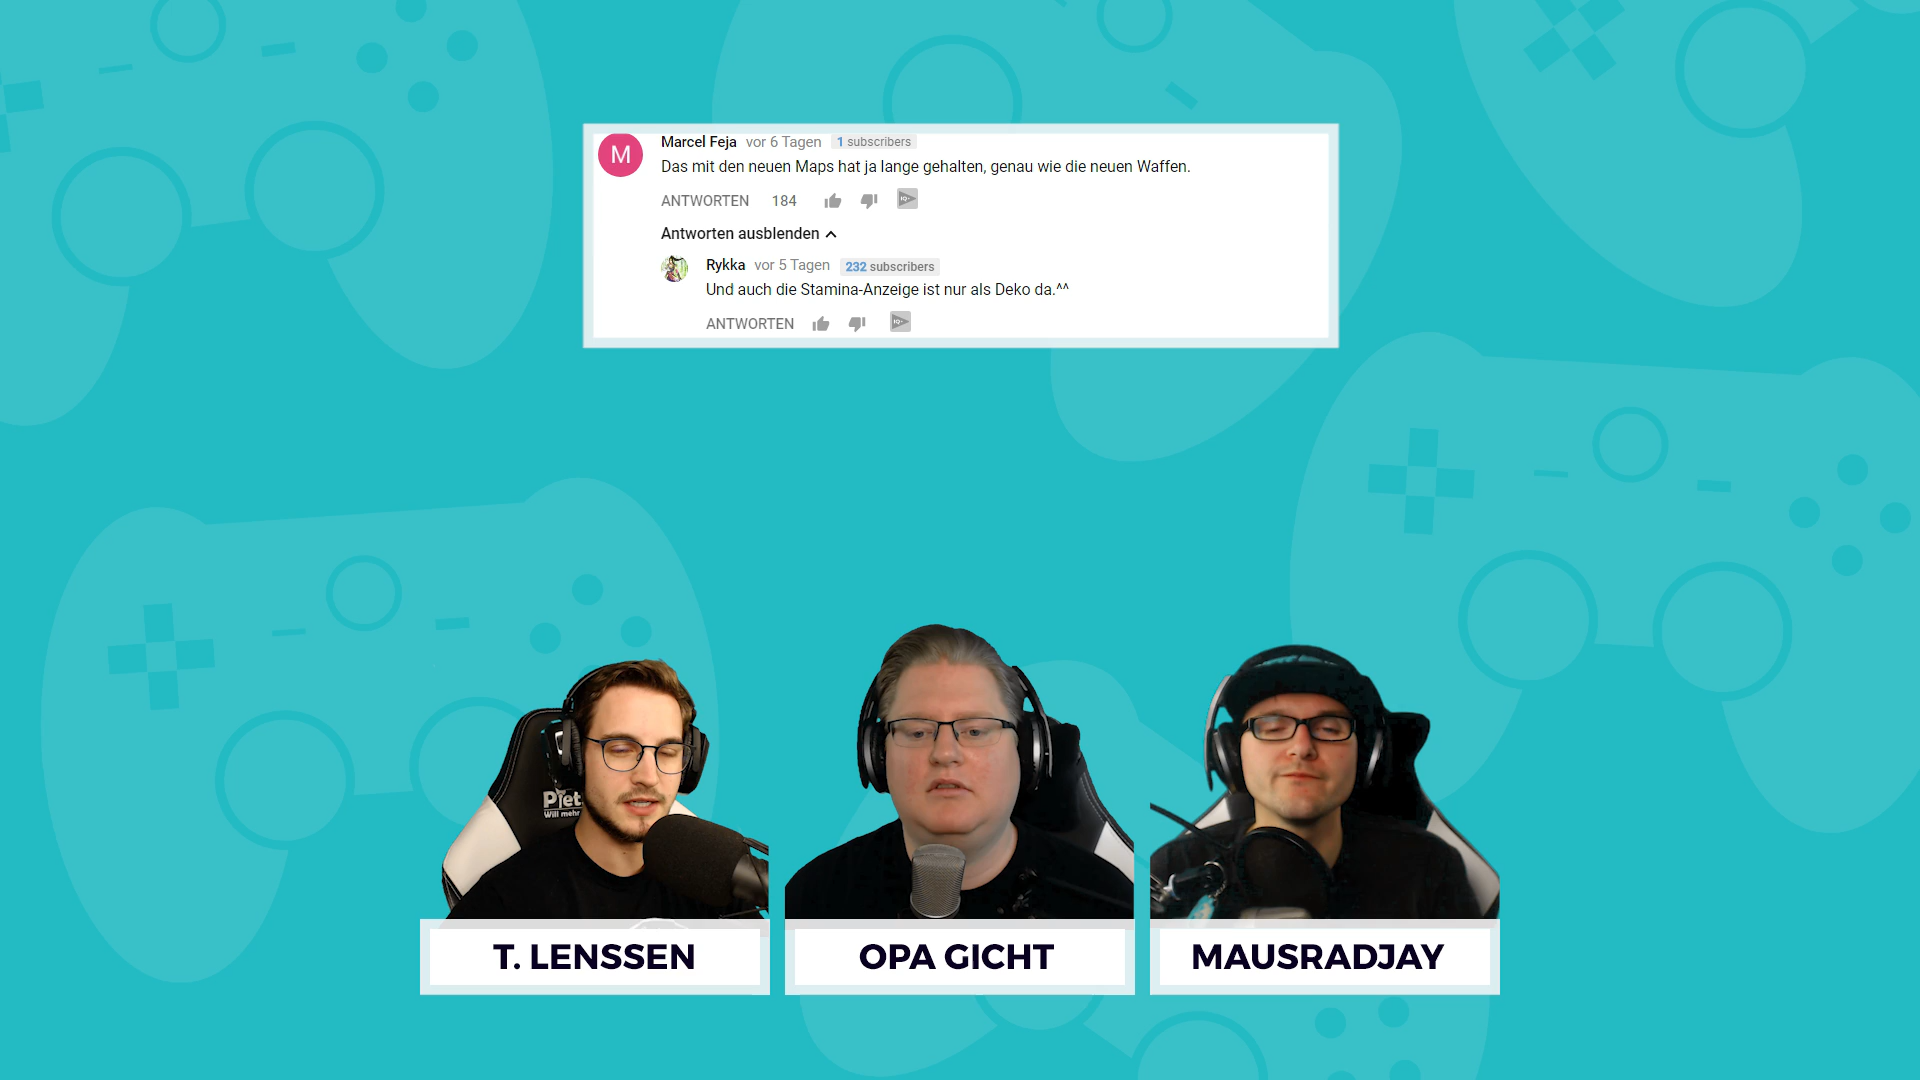 M
Marcel Feja vor 6 Tagen 1 subscribers
Das mit den neuen Maps hat ja lange gehalten, genau wie die neuen Waffen.
ANTWORTEN 184
Antworten ausblenden
Rykka vor 5 Tagen 232 subscribers
Und auch die Stamina-Anzeige ist nur als Deko da.^^
ANTWORTEN
Will mehr
T. LENSSEN
OPA GICHT
MAUSRADJAY